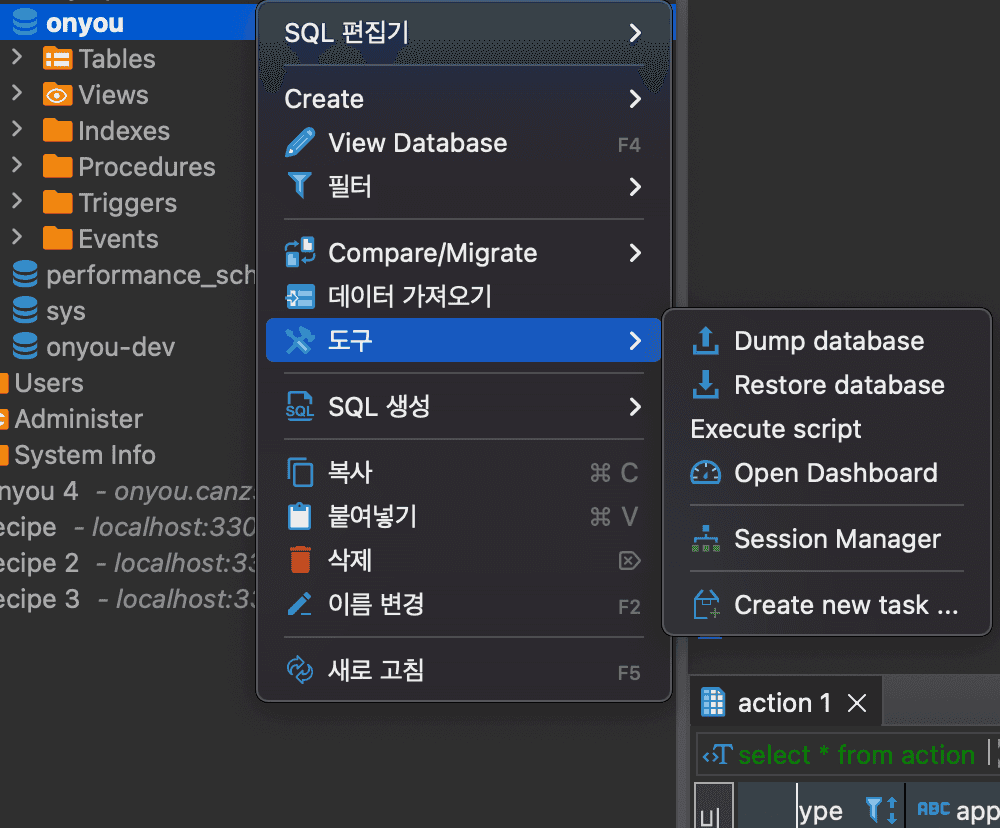 onyou
Tables
Views
Indexes
Procedures
Triggers
Events
performance_sch
sys
onyou-dev
Users
Administer
System Info
nyou 4 - onyou.canz
ecipe - localhost:330
ecipe 2 - localhost:33
ecipe 3 - localhost:33
SQL 편집기
Create
View Database F4
필터
Compare/Migrate
데이터 가져오기
도구
SQL 생성
SQL
복사 ⌘ C
붙여넣기 ⌘ V
삭제
이름 변경 F2
새로 고침 F5
Dump database
Restore database
Execute script
Open Dashboard
Session Manager
Create new task ...
action 1
select * from action
ype
ABC app